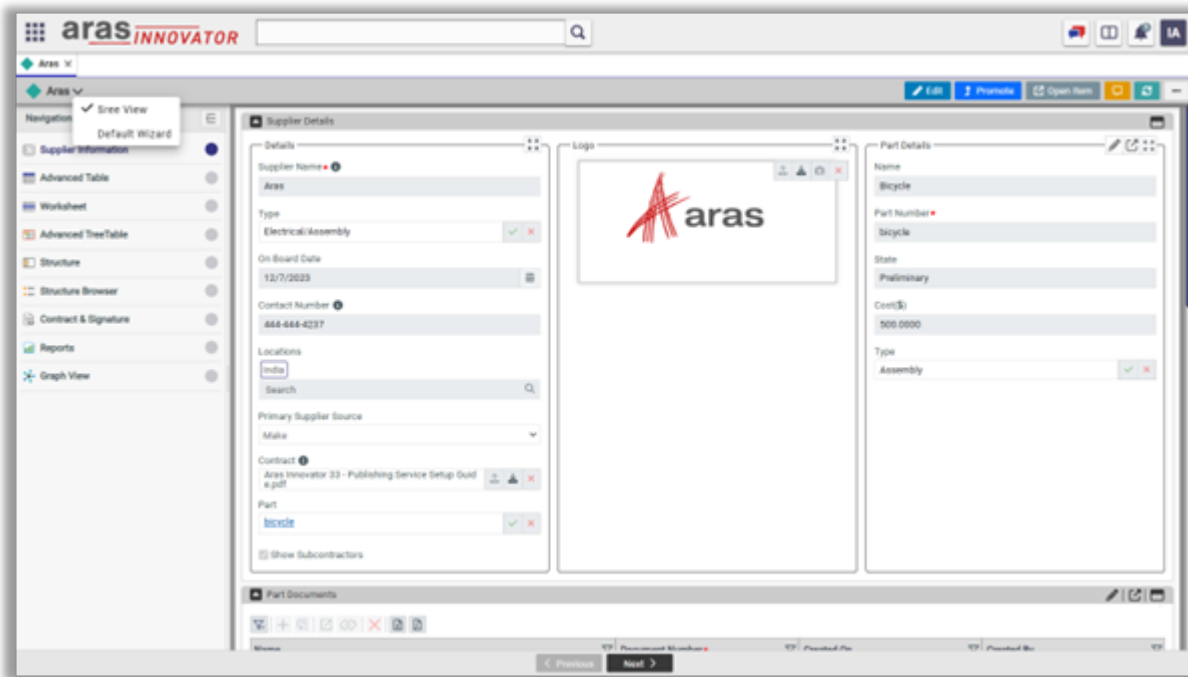 aras INNOVATOR
IA
Aras
Aras
Edit
Promote
Open Item
Sree View
Default Wizard
Navigation
Supplier Information
Advanced Table
Worksheet
Advanced TreeTable
Structure
Structure Browser
Contract & Signature
Reports
Graph View
Supplier Details
Details
Supplier Name
Aras
Type
Electrical/Assembly
On Board Date
12/7/2023
Contact Number
444-444-4237
Locations
India
Search
Primary Supplier Source
Make
Contract
Aras Innovator 33 - Publishing Service Setup Guid
e.pdf
Part
bicycle
Show Subcontractors
Logo
aras
Part Details
Name
Bicycle
Part Number
bicycle
State
Preliminary
Cost($)
500.0000
Type
Assembly
Part Documents
Name
Document Number
Created On
Created By
Previous
Next